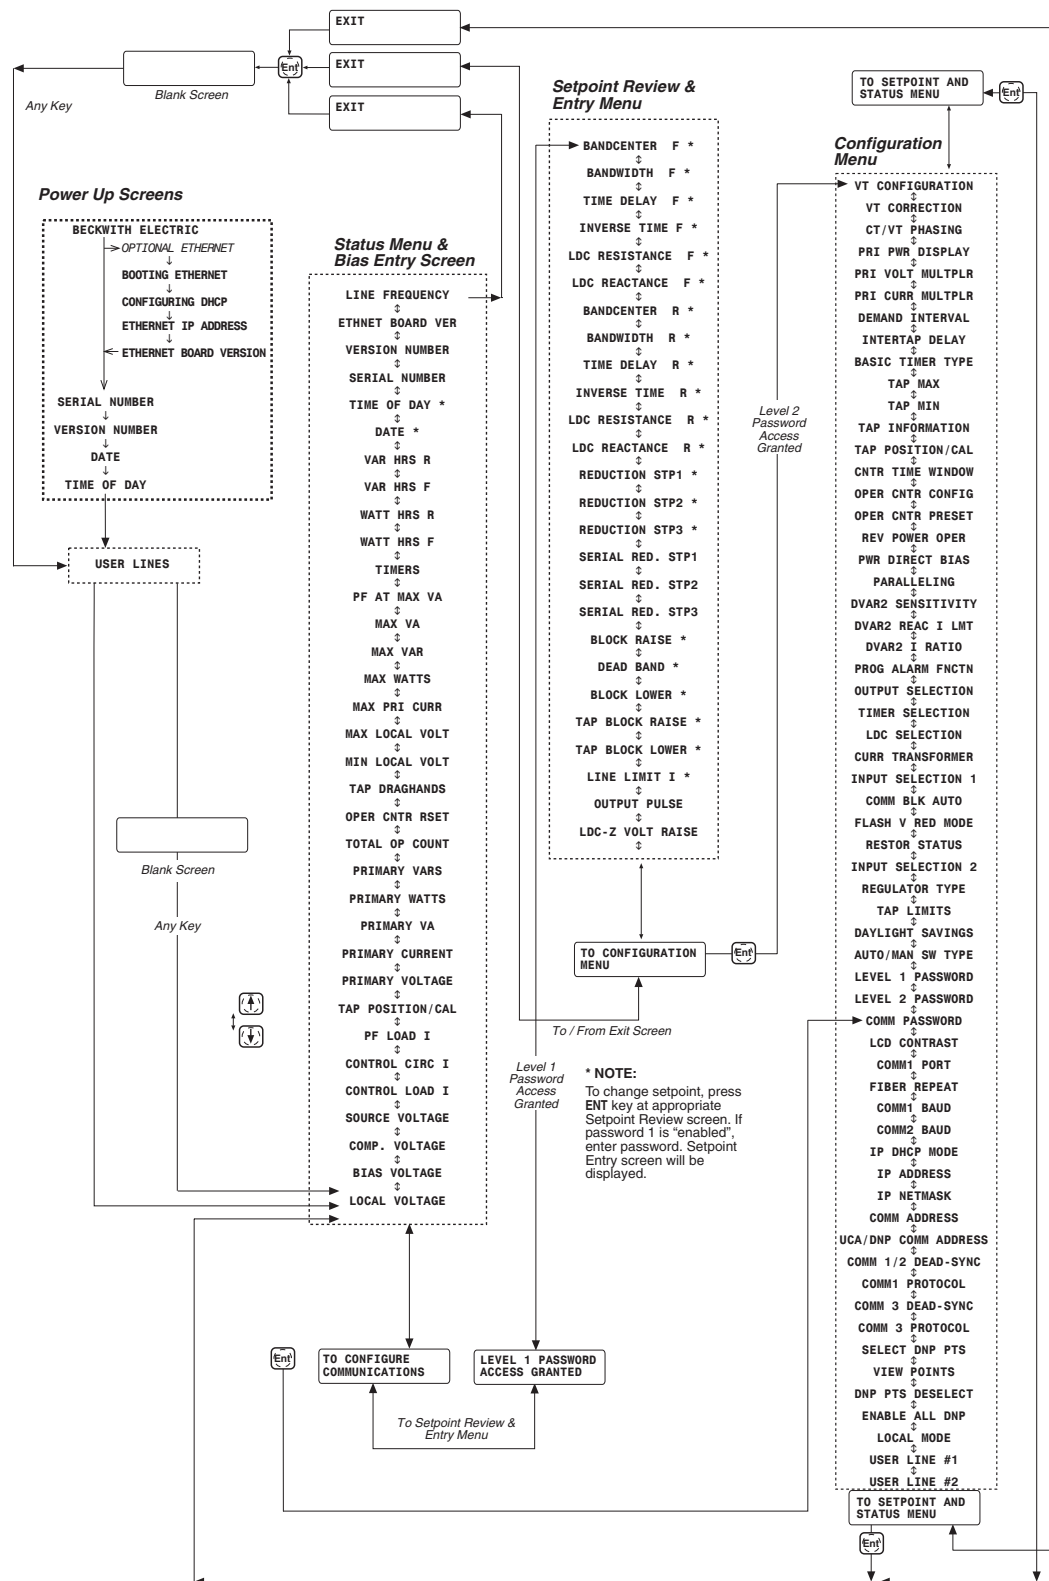 EXIT
EXIT
EXIT
Ent
Blank Screen
Any Key
Power Up Screens
BECKWITH ELECTRIC
OPTIONAL ETHERNET
BOOTING ETHERNET
CONFIGURING DHCP
ETHERNET IP ADDRESS
ETHERNET BOARD VERSION
SERIAL NUMBER
VERSION NUMBER
DATE
TIME OF DAY
USER LINES
Blank Screen
Any Key
Status Menu &
Bias Entry Screen
LINE FREQUENCY
ETHNET BOARD VER
VERSION NUMBER
SERIAL NUMBER
TIME OF DAY *
DATE *
VAR HRS R
VAR HRS F
WATT HRS R
WATT HRS F
TIMERS
PF AT MAX VA
MAX VA
MAX VAR
MAX WATTS
MAX PRI CURR
MAX LOCAL VOLT
MIN LOCAL VOLT
TAP DRAGHANDS
OPER CNTR RSET
TOTAL OP COUNT
PRIMARY VARS
PRIMARY WATTS
PRIMARY VA
PRIMARY CURRENT
PRIMARY VOLTAGE
TAP POSITION/CAL
PF LOAD I
CONTROL CIRC I
CONTROL LOAD I
SOURCE VOLTAGE
COMP. VOLTAGE
BIAS VOLTAGE
LOCAL VOLTAGE
Ent
TO CONFIGURE
COMMUNICATIONS
LEVEL 1 PASSWORD
ACCESS GRANTED
To Setpoint Review &
Entry Menu
Setpoint Review &
Entry Menu
BANDCENTER F *
BANDWIDTH F *
TIME DELAY F *
INVERSE TIME F *
LDC RESISTANCE F *
LDC REACTANCE F *
BANDCENTER R *
BANDWIDTH R *
TIME DELAY R *
INVERSE TIME R *
LDC RESISTANCE R *
LDC REACTANCE R *
REDUCTION STP1 *
REDUCTION STP2 *
REDUCTION STP3 *
SERIAL RED. STP1
SERIAL RED. STP2
SERIAL RED. STP3
BLOCK RAISE *
DEAD BAND *
BLOCK LOWER *
TAP BLOCK RAISE *
TAP BLOCK LOWER *
LINE LIMIT I *
OUTPUT PULSE
LDC-Z VOLT RAISE
TO CONFIGURATION
MENU
Ent
To / From Exit Screen
Level 1
Password
Access
Granted
* NOTE:
To change setpoint, press
ENT key at appropriate
Setpoint Review screen. If
password 1 is “enabled”,
enter password. Setpoint
Entry screen will be
displayed.
Level 2
Password
Access
Granted
TO SETPOINT AND
STATUS MENU
Ent
Configuration
Menu
VT CONFIGURATION
VT CORRECTION
CT/VT PHASING
PRI PWR DISPLAY
PRI VOLT MULTPLR
PRI CURR MULTPLR
DEMAND INTERVAL
INTERTAP DELAY
BASIC TIMER TYPE
TAP MAX
TAP MIN
TAP INFORMATION
TAP POSITION/CAL
CNTR TIME WINDOW
OPER CNTR CONFIG
OPER CNTR PRESET
REV POWER OPER
PWR DIRECT BIAS
PARALLELING
DVAR2 SENSITIVITY
DVAR2 REAC I LMT
DVAR2 I RATIO
PROG ALARM FNCTN
OUTPUT SELECTION
TIMER SELECTION
LDC SELECTION
CURR TRANSFORMER
INPUT SELECTION 1
COMM BLK AUTO
FLASH V RED MODE
RESTOR STATUS
INPUT SELECTION 2
REGULATOR TYPE
TAP LIMITS
DAYLIGHT SAVINGS
AUTO/MAN SW TYPE
LEVEL 1 PASSWORD
LEVEL 2 PASSWORD
COMM PASSWORD
LCD CONTRAST
COMM1 PORT
FIBER REPEAT
COMM1 BAUD
COMM2 BAUD
IP DHCP MODE
IP ADDRESS
IP NETMASK
COMM ADDRESS
UCA/DNP COMM ADDRESS
COMM 1/2 DEAD-SYNC
COMM1 PROTOCOL
COMM 3 DEAD-SYNC
COMM 3 PROTOCOL
SELECT DNP PTS
VIEW POINTS
DNP PTS DESELECT
ENABLE ALL DNP
LOCAL MODE
USER LINE #1
USER LINE #2
TO SETPOINT AND
STATUS MENU
Ent